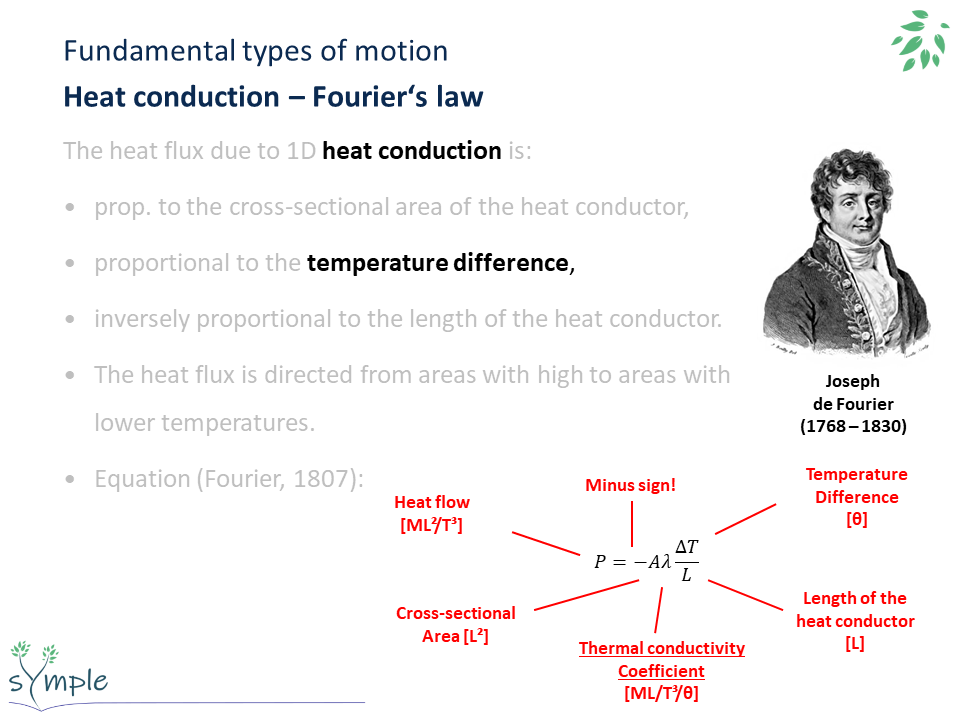 Fundamental types of motion
Heat conduction – Fourier‘s law
The heat flux due to 1D heat conduction is:
• prop. to the cross-sectional area of the heat conductor,
• proportional to the temperature difference,
• inversely proportional to the length of the heat conductor.
• The heat flux is directed from areas with high to areas with
lower temperatures.
• Equation (Fourier, 1807):
Joseph
de Fourier
(1768 – 1830)
Heat flow
[ML²/T³]
Minus sign!
Temperature
Difference
[θ]
P = −Aλ ΔT/L
Cross-sectional
Area [L²]
Thermal conductivity
Coefficient
[ML/T³/θ]
Length of the
heat conductor
[L]
sYmple